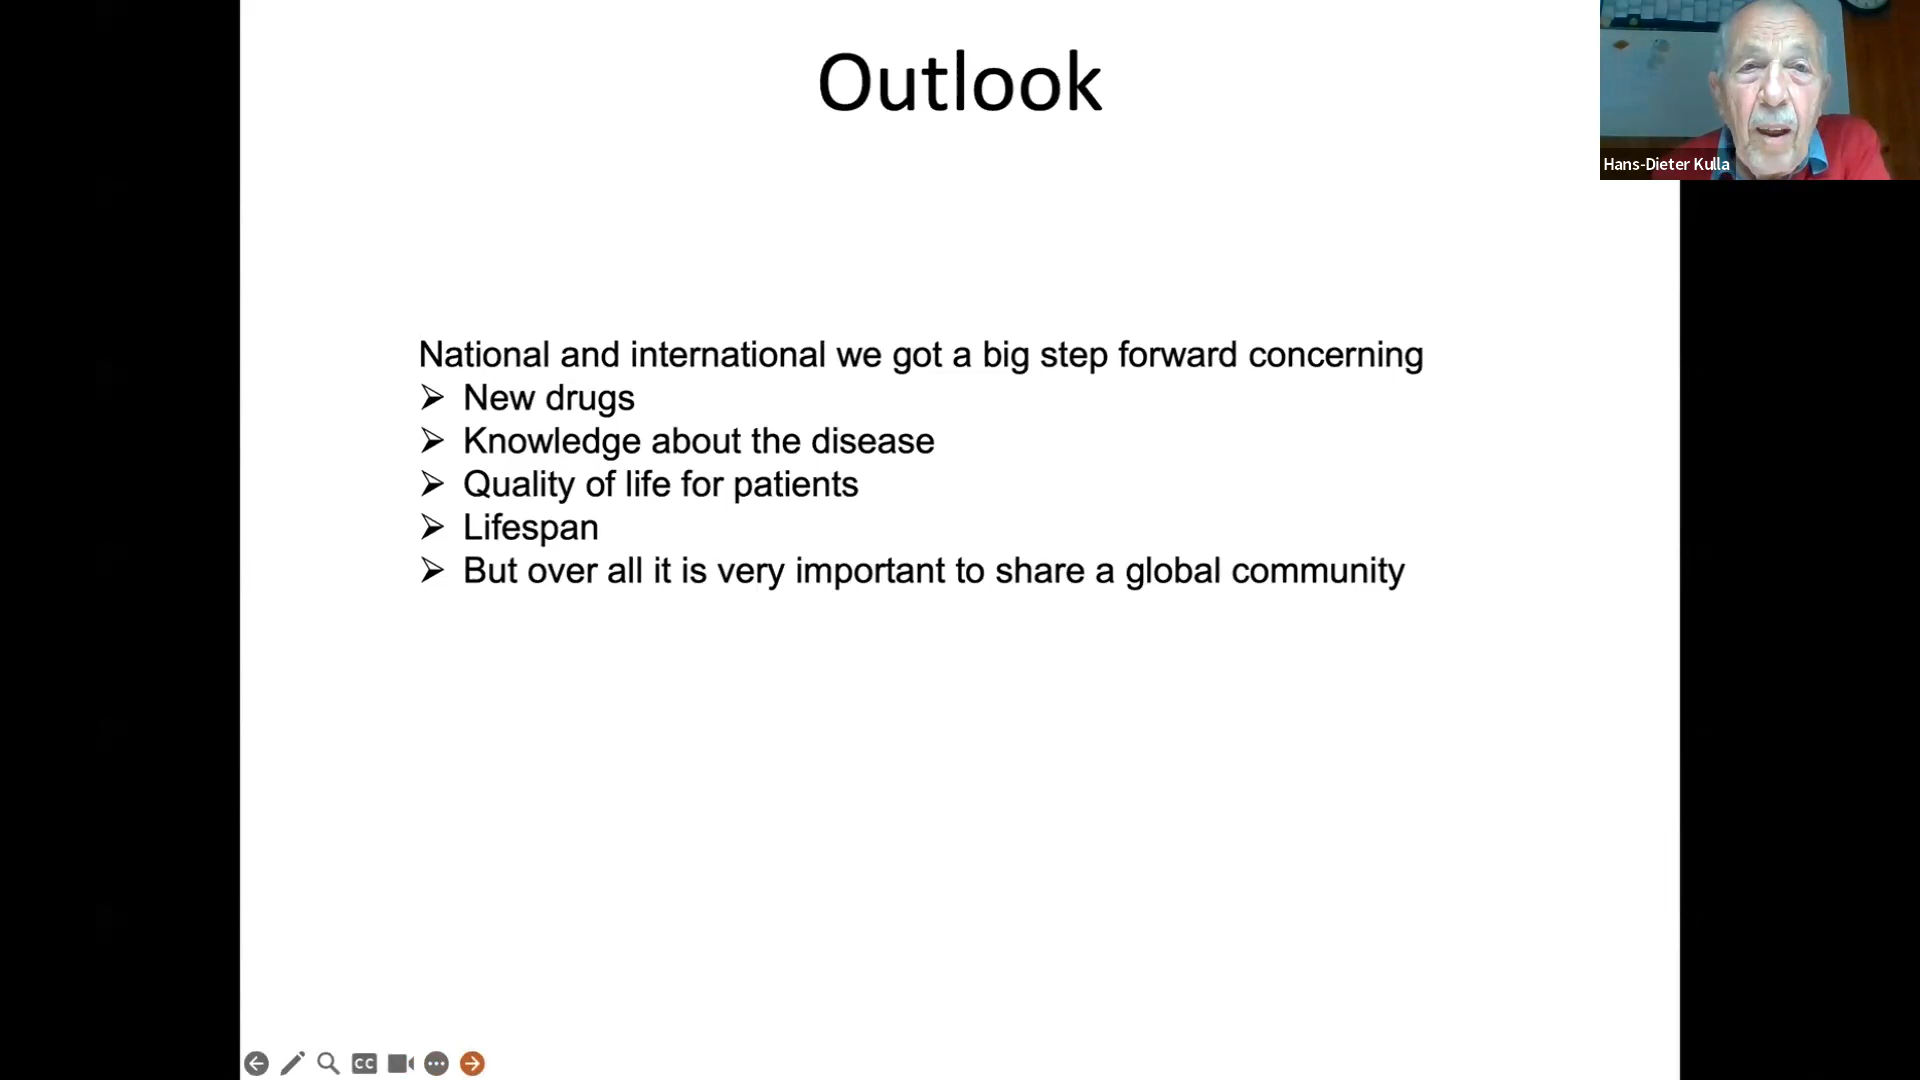 Outlook
Hans-Dieter Kulla
National and international we got a big step forward concerning
➢ New drugs
➢ Knowledge about the disease
➢ Quality of life for patients
➢ Lifespan
➢ But over all it is very important to share a global community
CC